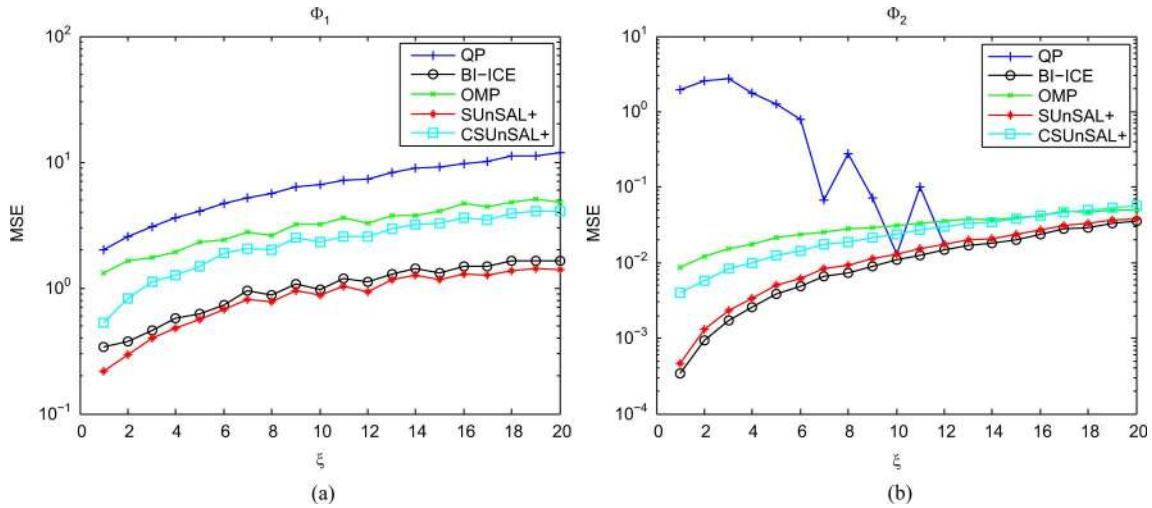 Φ1
10^2
10^1
10^0
10^-1
MSE
QP
BI-ICE
OMP
SUnSAL+
CSUnSAL+
0 2 4 6 8 10 12 14 16 18 20
ξ
(a)
Φ2
10^1
10^0
10^-1
10^-2
10^-3
10^-4
MSE
QP
BI-ICE
OMP
SUnSAL+
CSUnSAL+
0 2 4 6 8 10 12 14 16 18 20
ξ
(b)